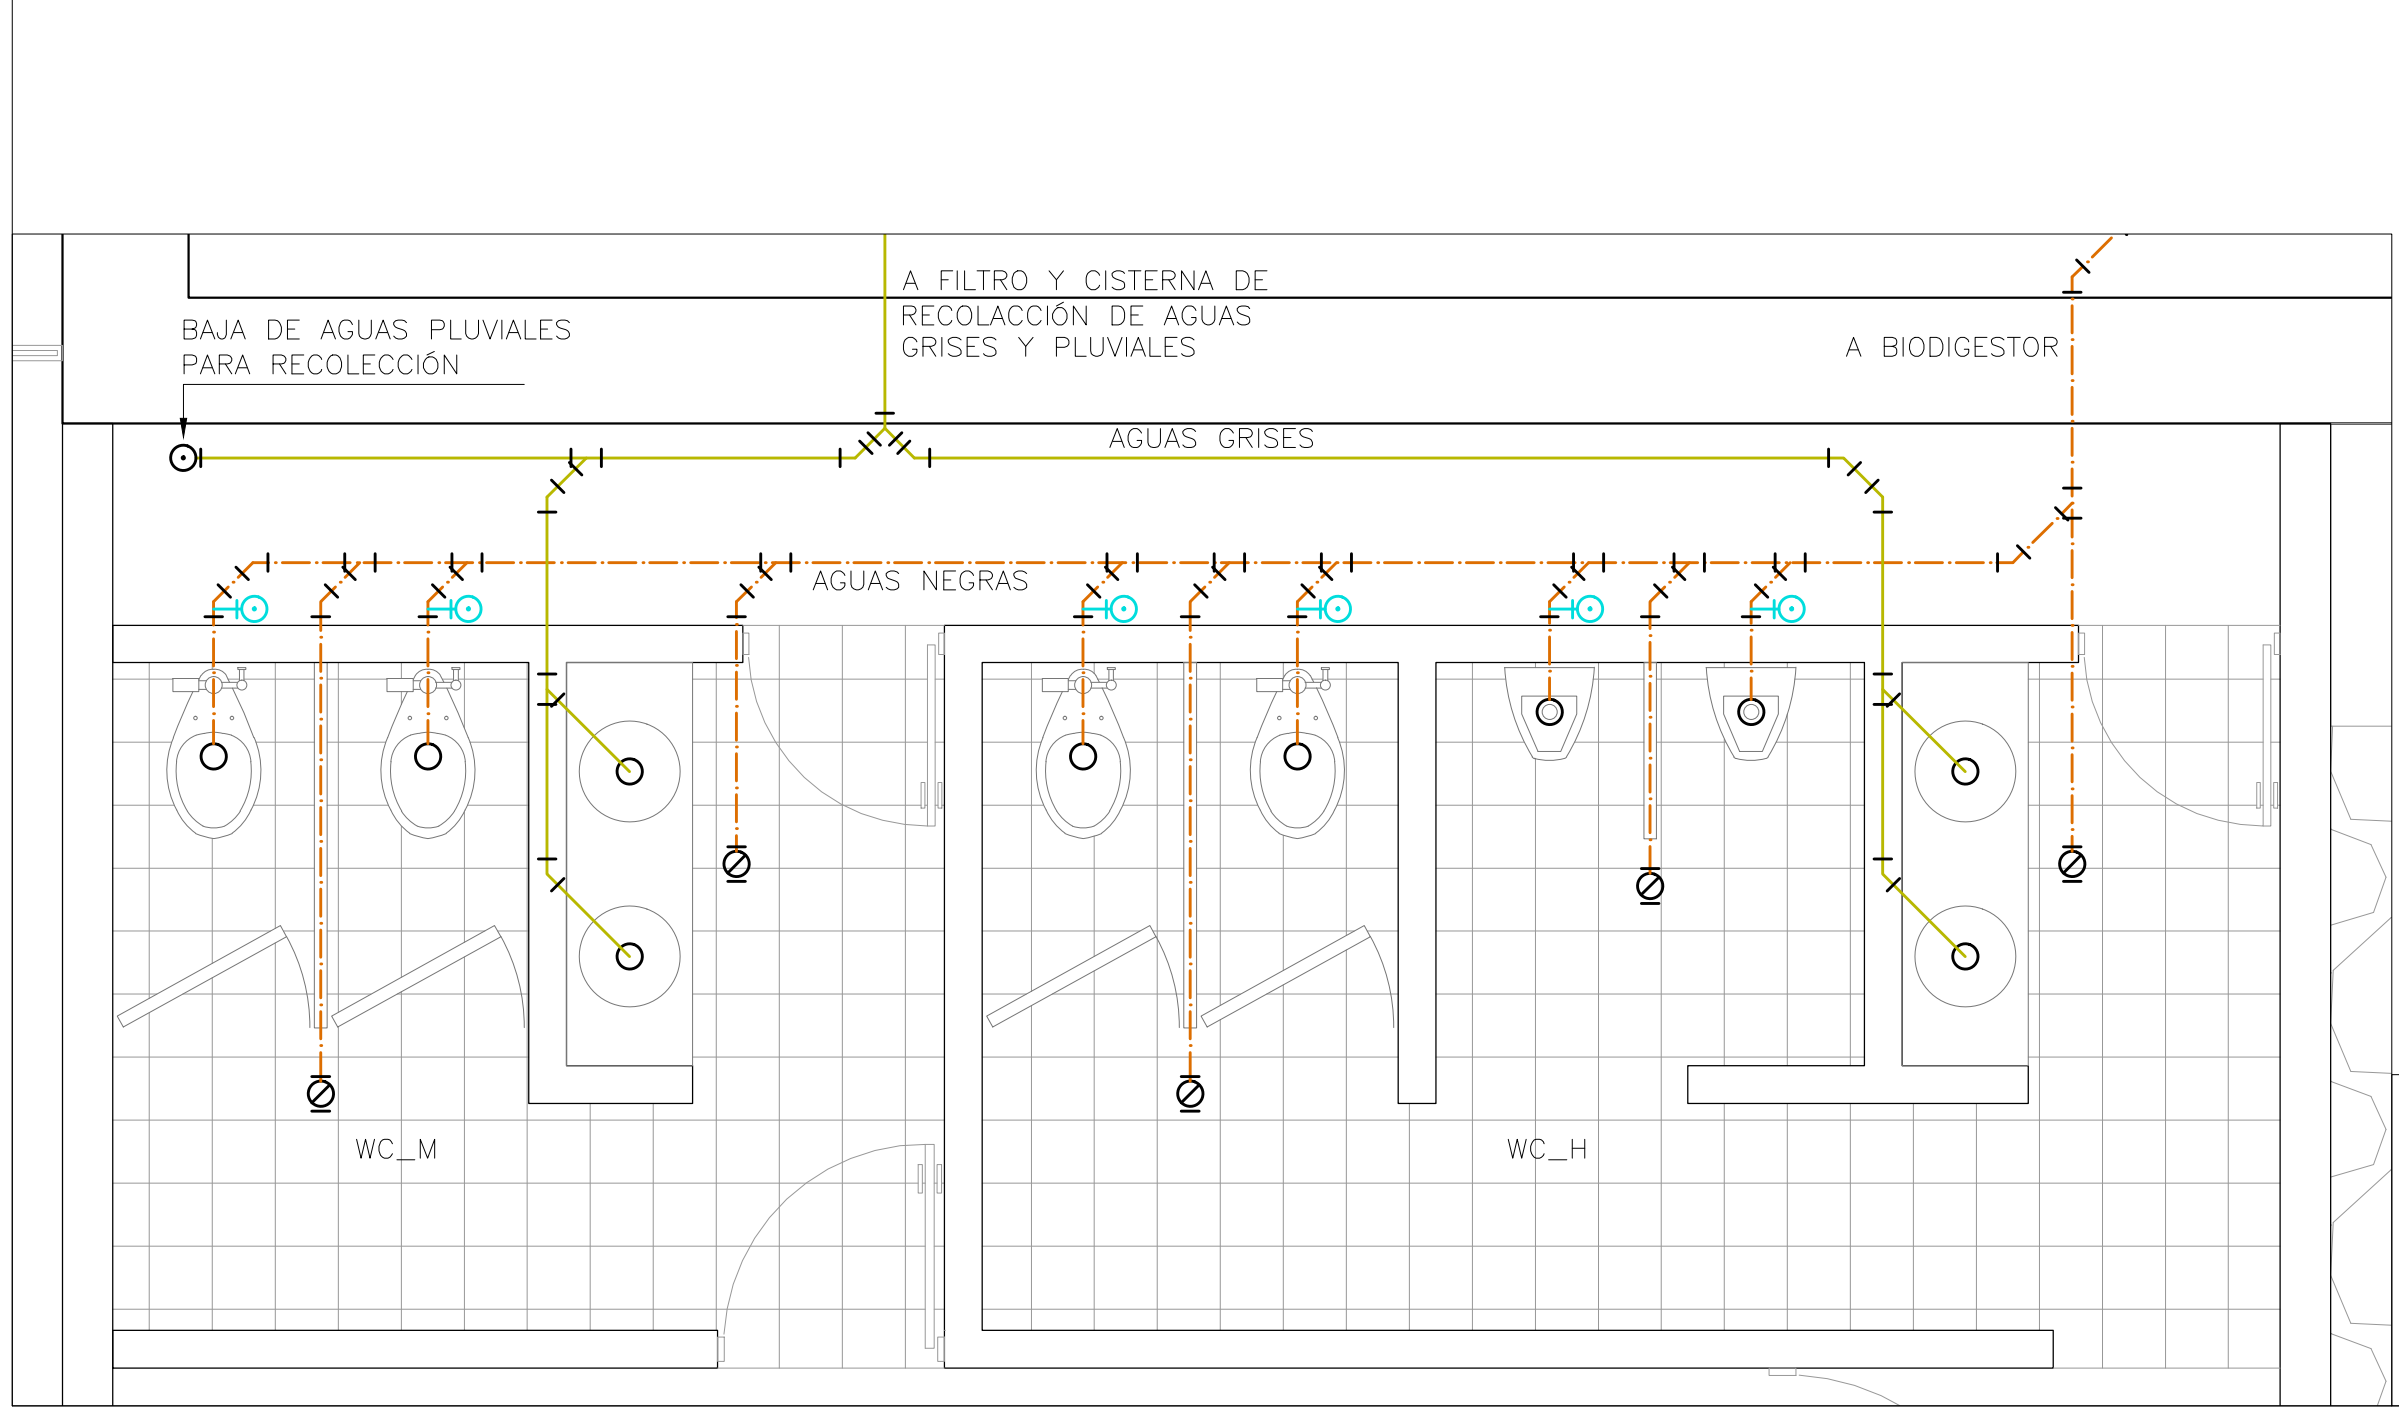 A FILTRO Y CISTERNA DE
RECOLACCIÓN DE AGUAS
GRISES Y PLUVIALES
BAJA DE AGUAS PLUVIALES
PARA RECOLECCIÓN
A BIODIGESTOR
AGUAS GRISES
AGUAS NEGRAS
WC_M
WC_H